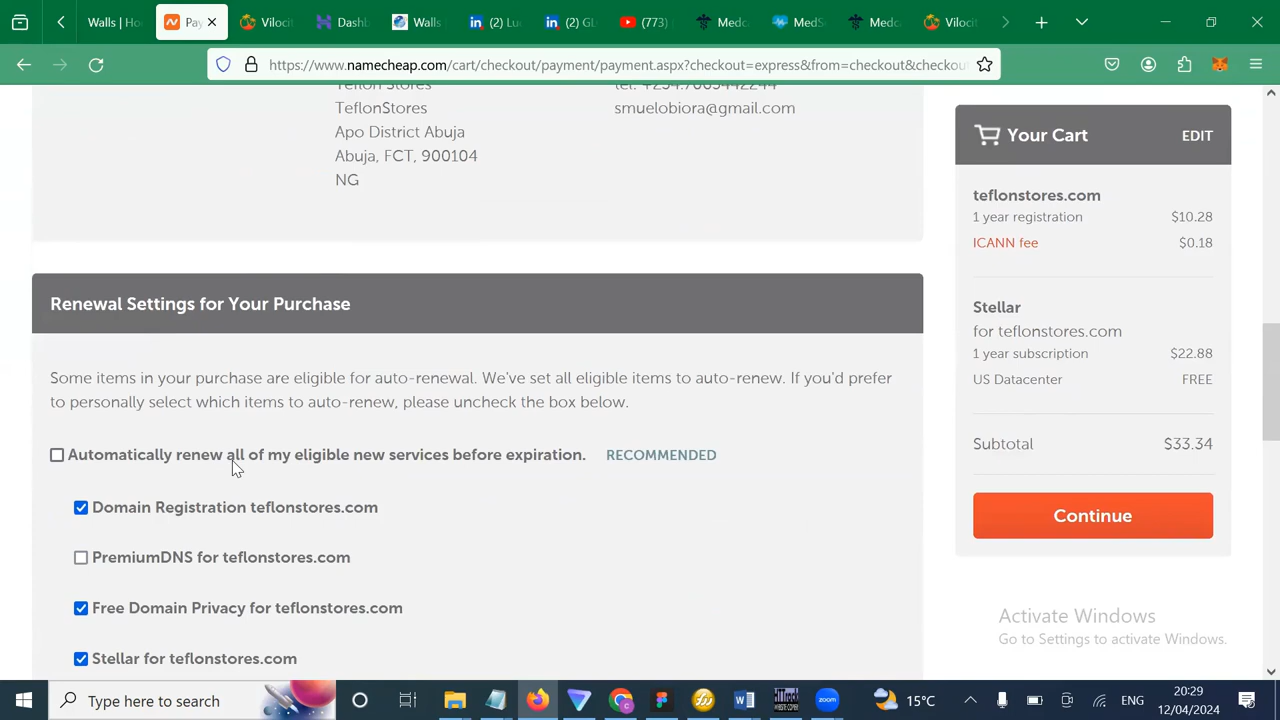 Walls | Ho
Pay
Viloci
Dashb
Walls
(2) Lu
(2) GL
(773)
Medc
MedS
Medc
Viloci
https://www.namecheap.com/cart/checkout/payment/payment.aspx?checkout=express&from=checkout&checkou
TeflonStores
smuelobiora@gmail.com
Apo District Abuja
Abuja, FCT, 900104
NG
Your Cart
EDIT
teflonstores.com
1 year registration
$10.28
ICANN fee
$0.18
Stellar
for teflonstores.com
1 year subscription
$22.88
US Datacenter
FREE
Subtotal
$33.34
Continue
Renewal Settings for Your Purchase
Some items in your purchase are eligible for auto-renewal. We've set all eligible items to auto-renew. If you'd prefer
to personally select which items to auto-renew, please uncheck the box below.
Automatically renew all of my eligible new services before expiration. RECOMMENDED
Domain Registration teflonstores.com
PremiumDNS for teflonstores.com
Free Domain Privacy for teflonstores.com
Stellar for teflonstores.com
Activate Windows
Go to Settings to activate Windows.
Type here to search
15°C
ENG
20:29
12/04/2024